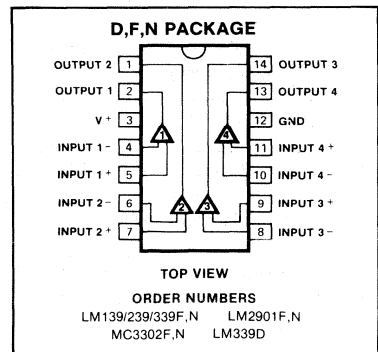 D,F,N PACKAGE
OUTPUT 2 1 14 OUTPUT 3
OUTPUT 1 2 13 OUTPUT 4
V+ 3 12 GND
INPUT 1 - 4 11 INPUT 4 +
INPUT 1 + 5 10 INPUT 4 -
INPUT 2 - 6 9 INPUT 3 +
INPUT 2 + 7 8 INPUT 3 -
1 4
2 3
TOP VIEW
ORDER NUMBERS
LM139/239/339F,N LM2901F,N
MC3302F,N LM339D